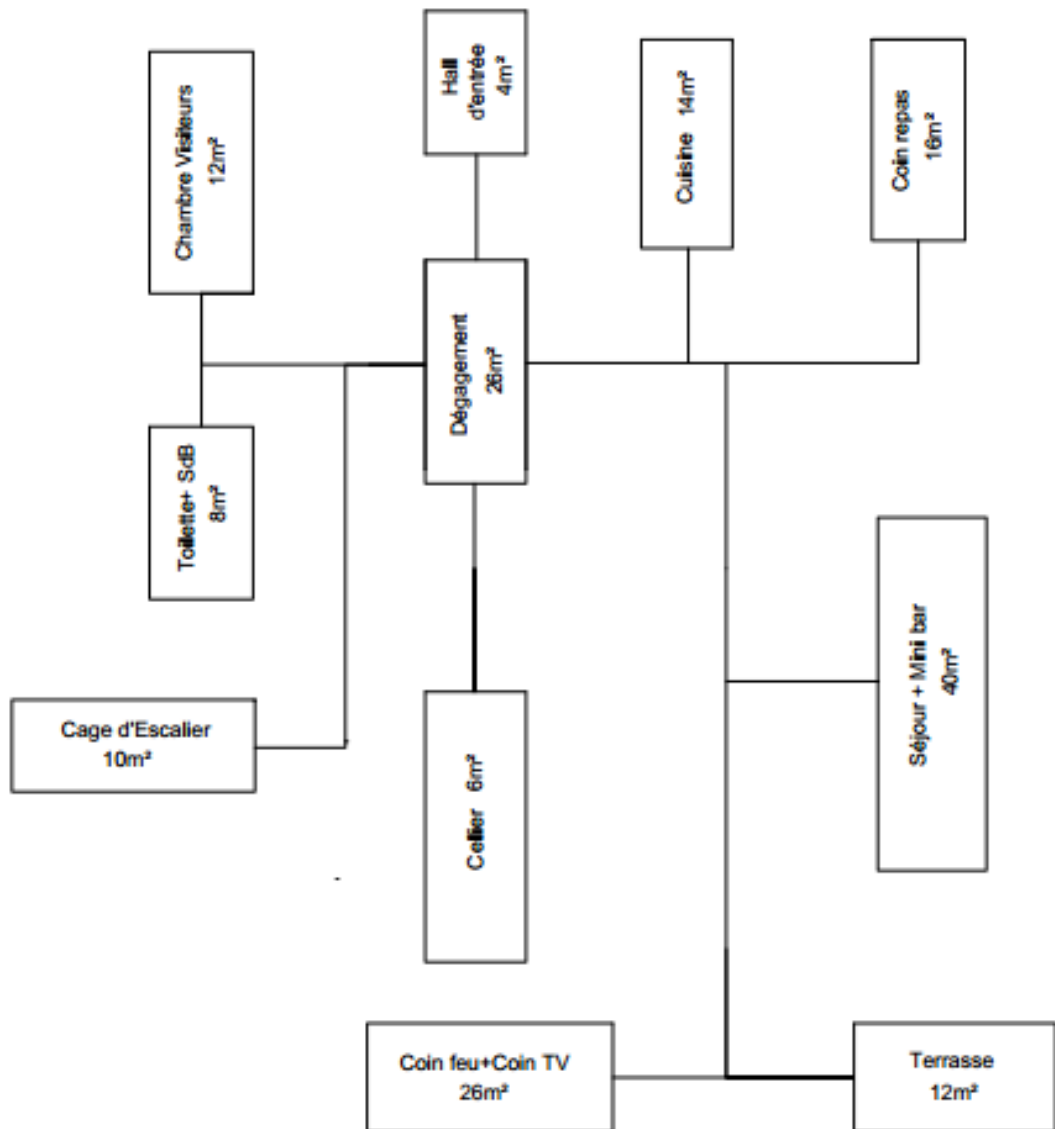 Hall
d'entrée
4m²
Chambre Visiteurs
12m²
Cuisine 14m²
Coin repas
16m²
Dégagement
26m²
Toillette+ SdB
8m²
Cage d'Escalier
10m²
Cellier 6m²
Séjour + Mini bar
40m²
Coin feu+Coin TV
26m²
Terrasse
12m²